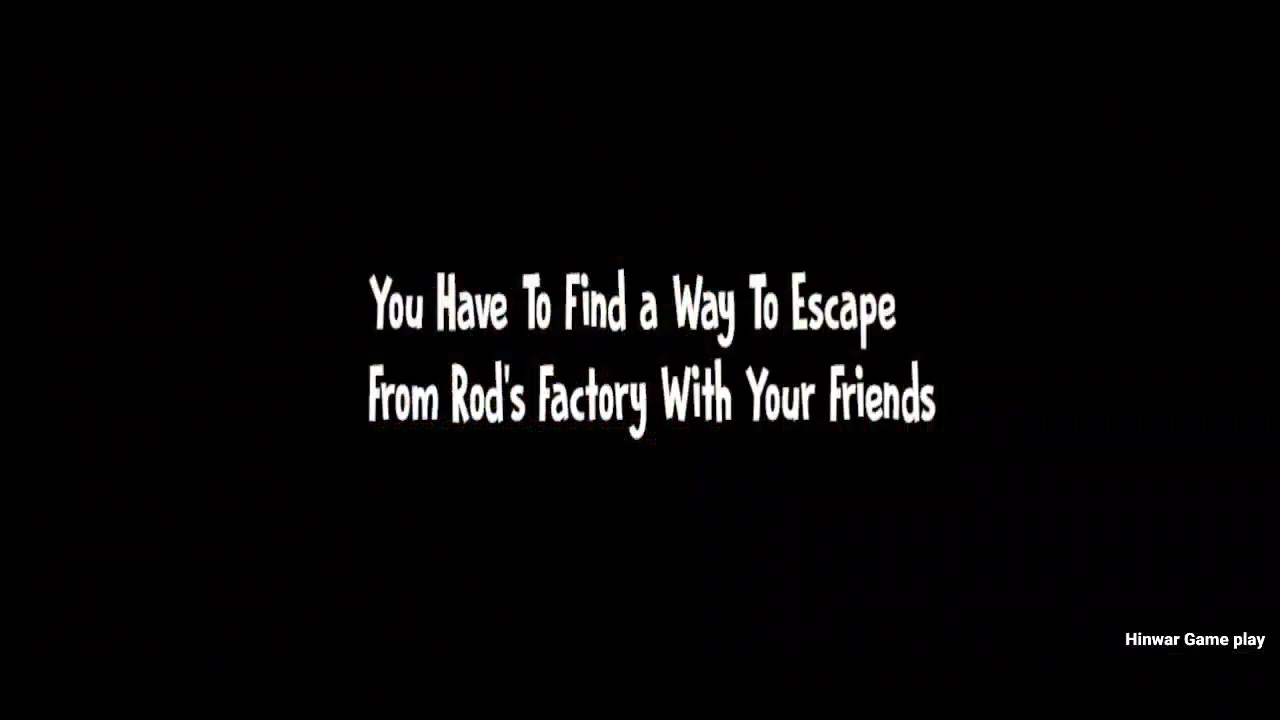 You Have To Find a Way To Escape
From Rod's Factory With Your Friends
Hinwar Game play